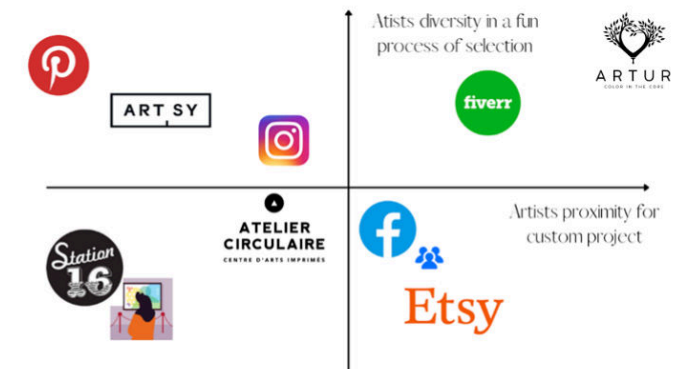 Atists diversity in a fun
process of selection
ARTUR
COLOR IN THE CORE
ART SY
fiverr
Artists proximity for
custom project
ATELIER
CIRCULAIRE
CENTRE D'ARTS IMPRIMÉS
f
Station
16
Etsy